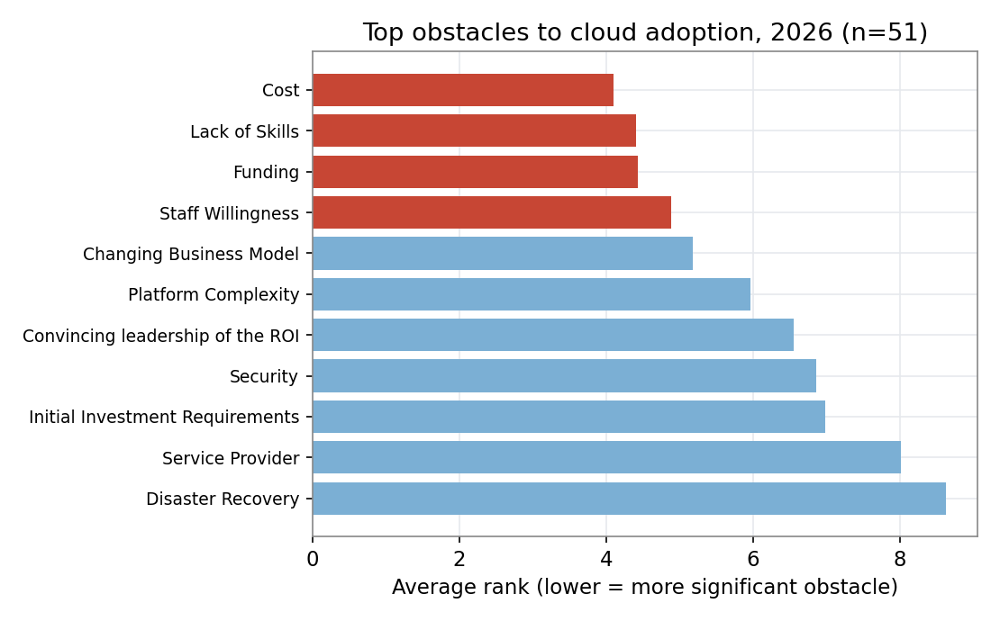 Top obstacles to cloud adoption, 2026 (n=51)
Cost
Lack of Skills
Funding
Staff Willingness
Changing Business Model
Platform Complexity
Convincing leadership of the ROI
Security
Initial Investment Requirements
Service Provider
Disaster Recovery
0 2 4 6 8
Average rank (lower = more significant obstacle)